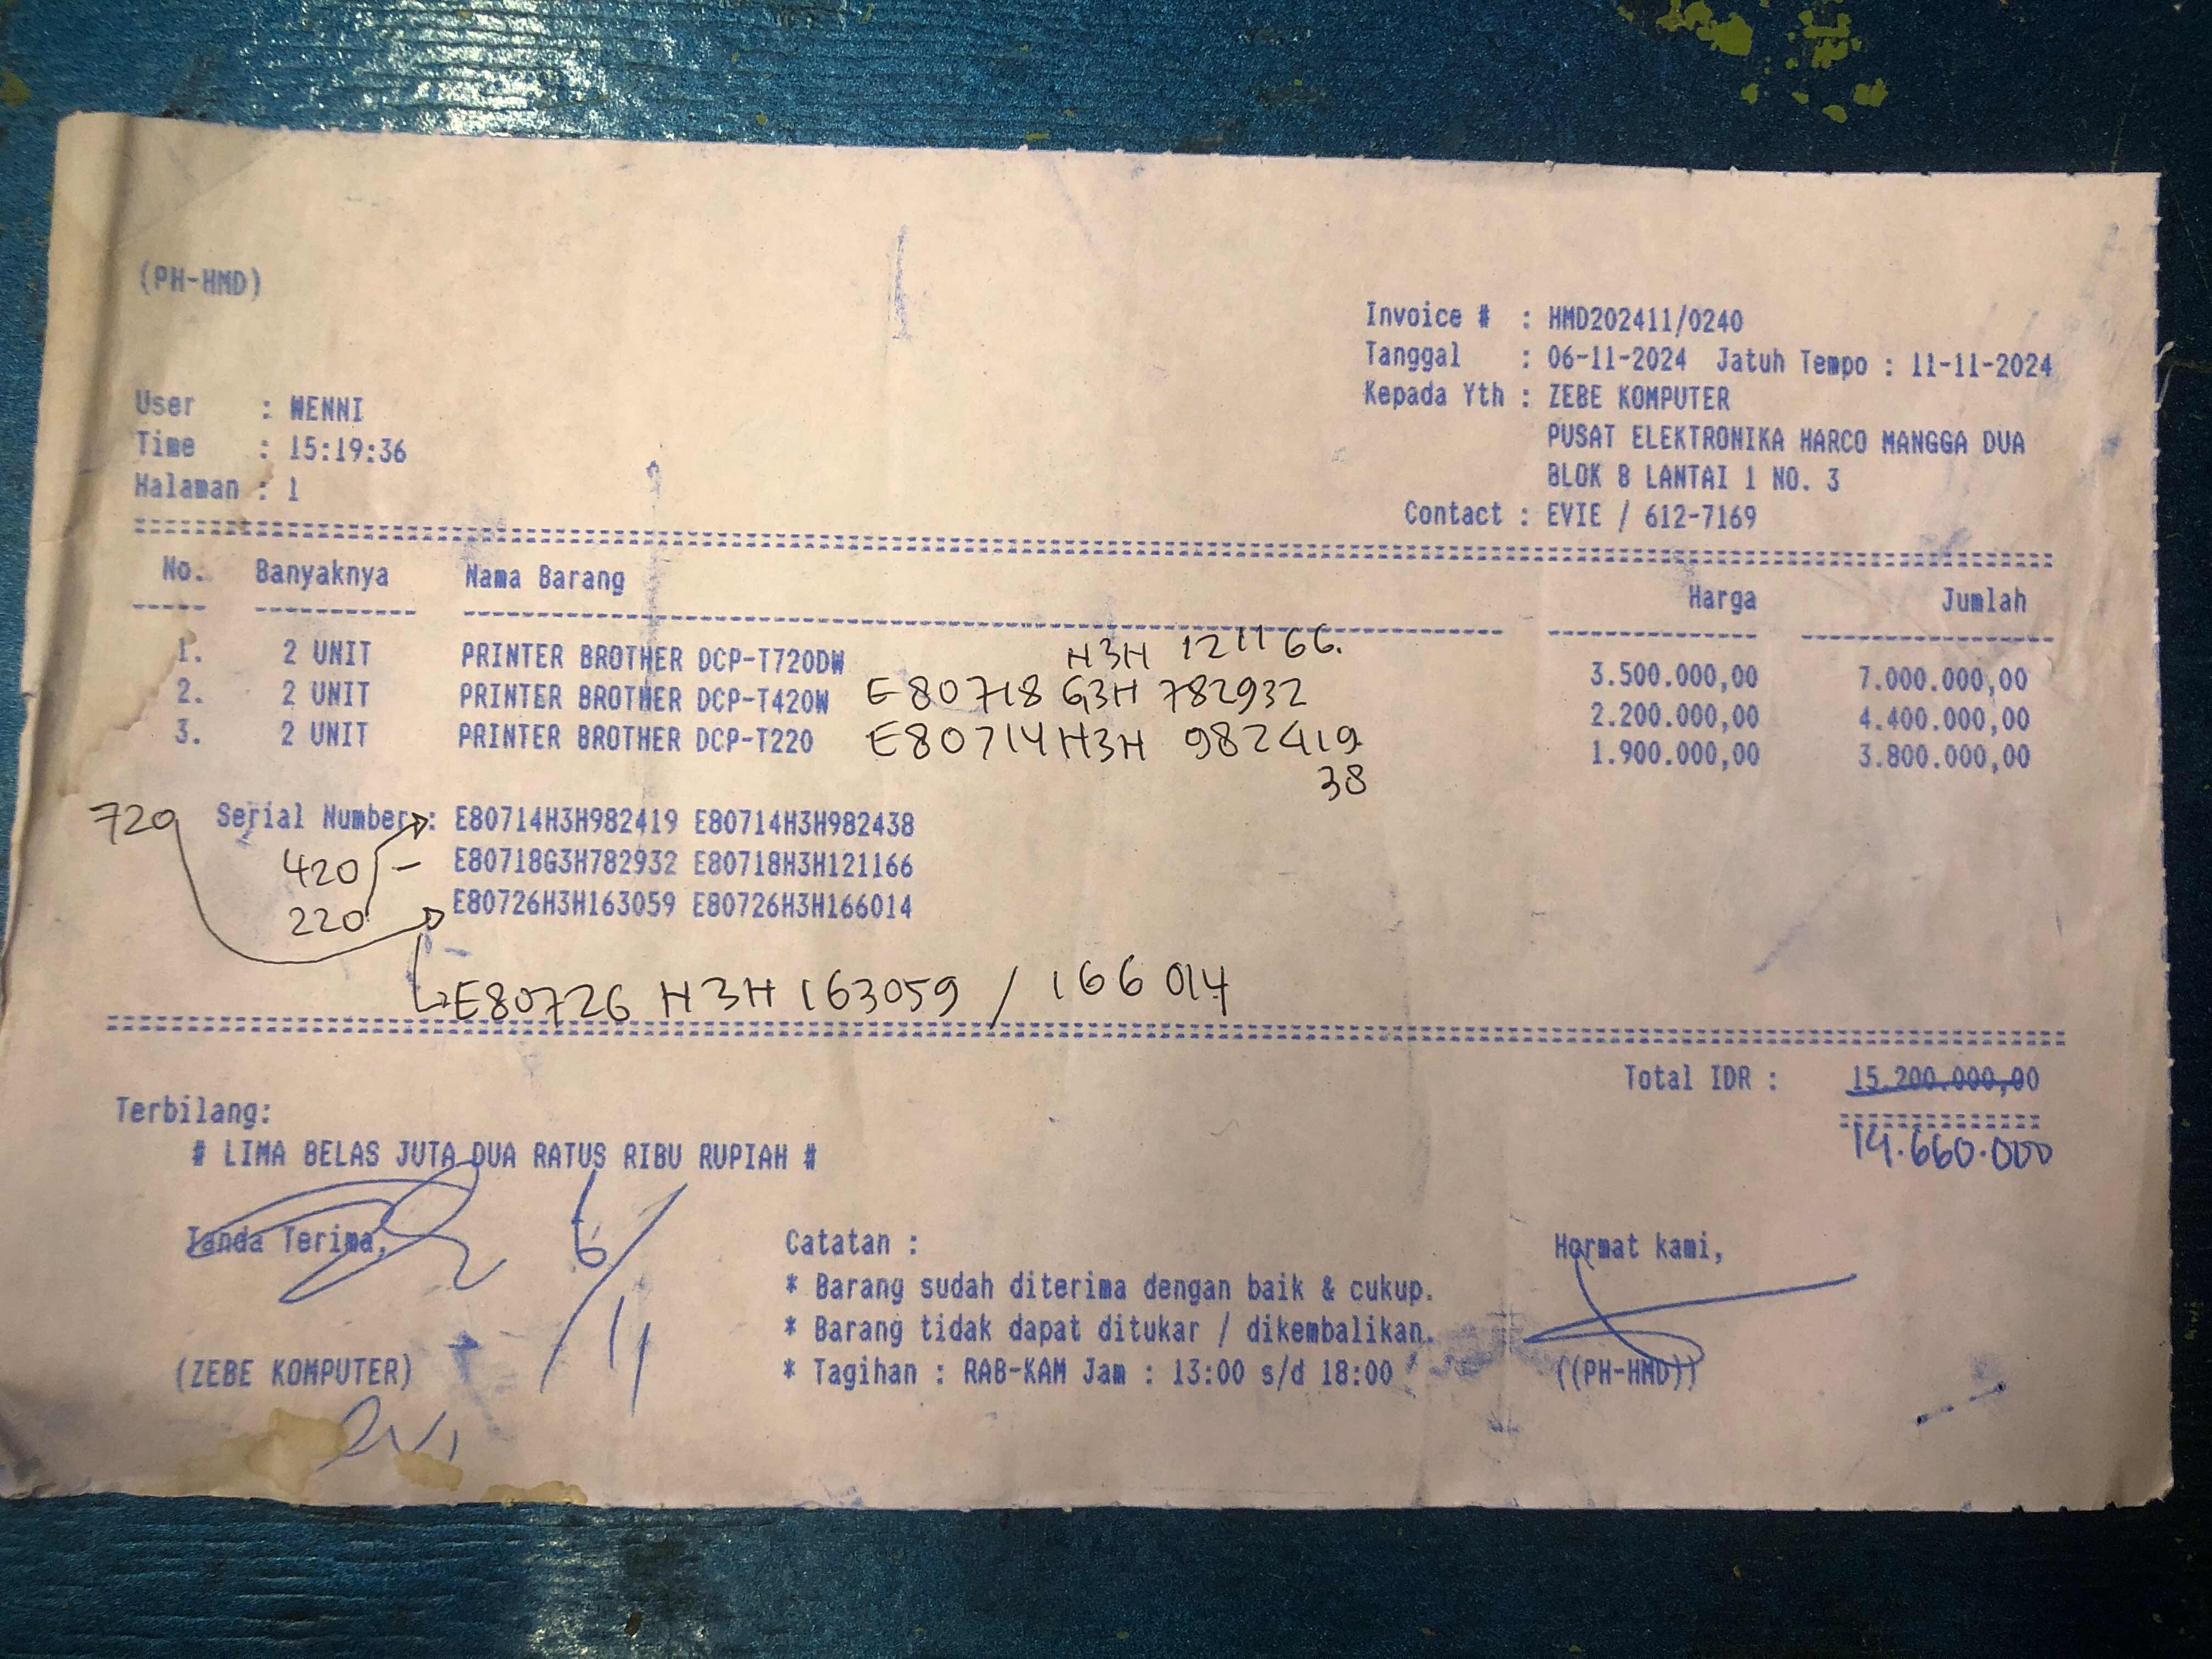 (PH-HMD)
Invoice # : HMD202411/0240
Tanggal : 06-11-2024 Jatuh Tempo : 11-11-2024
Kepada Yth : ZEBE KOMPUTER
PUSAT ELEKTRONIKA HARCO MANGGA DUA
BLOK 8 LANTAI 1 NO. 3
Contact : EVIE / 612-7169
User : WENNI
Time : 15:19:36
Halaman : 1
No. Banyaknya Nama Barang Harga Jumlah
H3H 121166.
1. 2 UNIT PRINTER BROTHER DCP-T720DW 3.500.000,00 7.000.000,00
2. 2 UNIT PRINTER BROTHER DCP-T420W E80718 G3H 782932 2.200.000,00 4.400.000,00
3. 2 UNIT PRINTER BROTHER DCP-T220 E80714H3H 982419 1.900.000,00 3.800.000,00
38
720 Serial Number : E80714H3H982419 E80714H3H982438
420 - E80718G3H782932 E80718H3H121166
220 E80726H3H163059 E80726H3H166014
E80726 H3H 163059 / 166 014
Total IDR : 15.200.000,00
14.660.000
Terbilang:
# LIMA BELAS JUTA DUA RATUS RIBU RUPIAH #
6/11
Tanda Terima,
(ZEBE KOMPUTER)
Catatan :
* Barang sudah diterima dengan baik & cukup.
* Barang tidak dapat ditukar / dikembalikan.
* Tagihan : RAB-KAM Jam : 13:00 s/d 18:00
Hormat kami,
((PH-HMD))